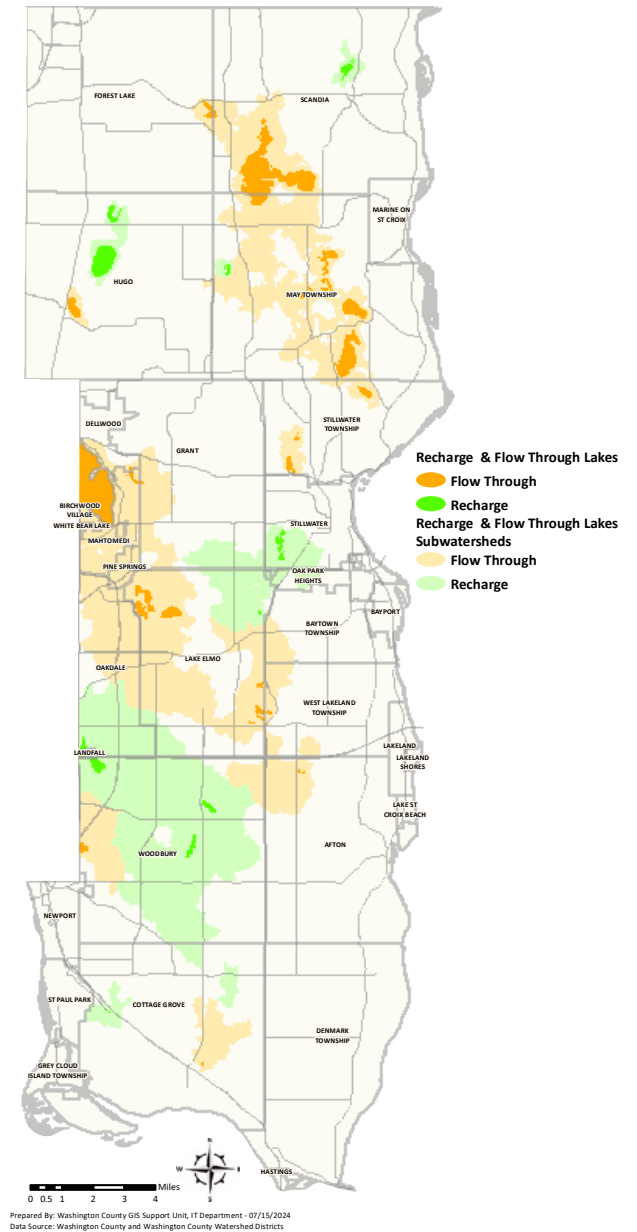 FOREST LAKE
SCANDIA
MARINE ON
ST CROIX
HUGO
MAY TOWNSHIP
DELLWOOD
GRANT
STILLWATER
TOWNSHIP
Recharge & Flow Through Lakes
Flow Through
Recharge
Recharge & Flow Through Lakes
Subwatersheds
Flow Through
Recharge
BIRCHWOOD
VILLAGE
WHITE BEAR LAKE
MAHTOMEDI
STILLWATER
PINE SPRINGS
OAK PARK
HEIGHTS
BAYPORT
BAYTOWN
TOWNSHIP
LAKE ELMO
OAKDALE
WEST LAKELAND
TOWNSHIP
LANDFALL
LAKELAND
LAKELAND
SHORES
LAKE ST
CROIX BEACH
AFTON
WOODBURY
NEWPORT
ST PAUL PARK
COTTAGE GROVE
DENMARK
TOWNSHIP
GREY CLOUD
ISLAND TOWNSHIP
HASTINGS
N
W
E
S
Miles
0 0.5 1 2 3 4
Prepared By: Washington County GIS Support Unit, IT Department - 07/15/2024
Data Source: Washington County and Washington County Watershed Districts